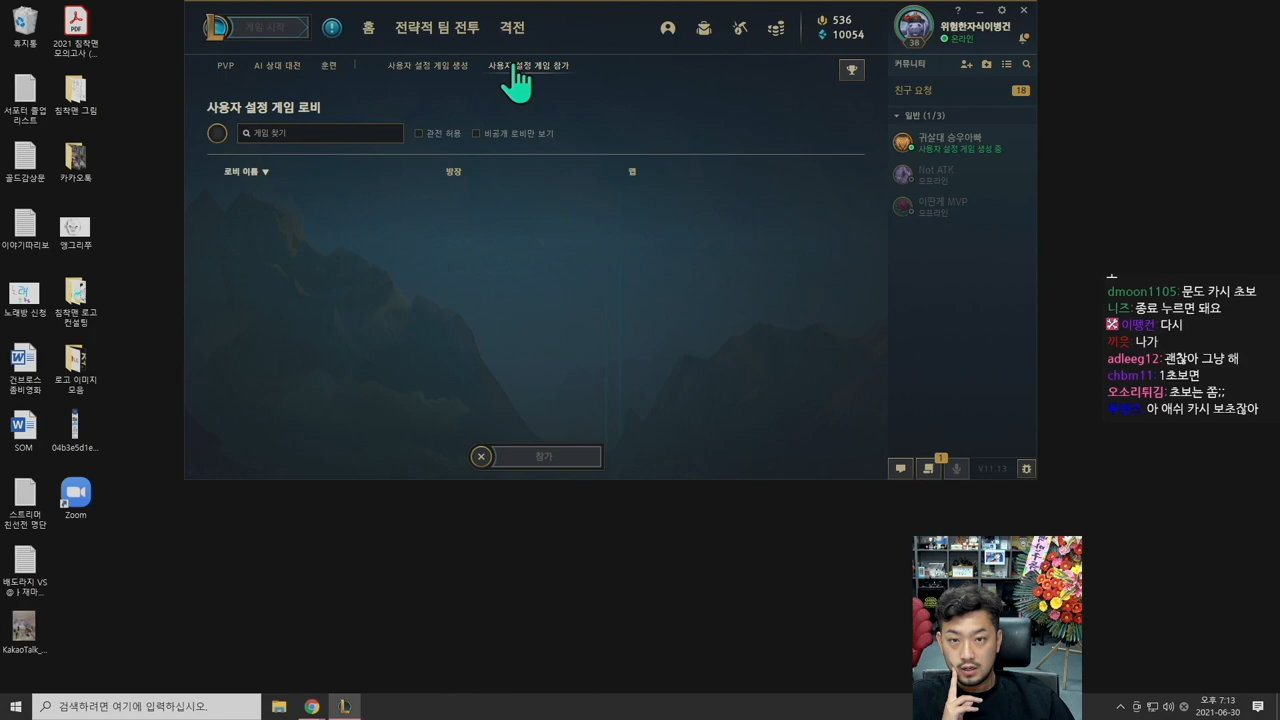 휴지통
2021 침착맨
모의고사 (...
서포터 졸업
리스트
침착맨 그림
골드감상문
카카오톡
이야기따리보
앵그리쭈
노래방 신청
침착맨 로고
컨설팅
건브로스
좀비영화
로고 이미지
모음
SOM
04b3e5d1e...
스트리머
친선전 명단
Zoom
배도라지 VS
@ㅏ재마...
KakaoTalk_...
게임 시작
홈
전략적 팀 전투
격전
536
10054
38
위험한자식이병건
온라인
PVP
AI 상대 대전
훈련
사용자 설정 게임 생성
사용자 설정 게임 참가
사용자 설정 게임 로비
게임 찾기
관전 허용
비공개 로비만 보기
로비 이름 ▼
방장
맵
참가
커뮤니티
친구 요청
18
일반 (1/3)
귀살대 승우아빠
사용자 설정 게임 생성 중
Not ATK
오프라인
이딴게 MVP
오프라인
1
V11.13
dmoon1105: 문도 카시 초보
니즈: 종료 누르면 돼요
이땡컨: 다시
끼읏: 나가
adleeg12: 괜찮아 그냥 해
chbm11: 1초보면
오소리튀김: 초보는 쫌;;
아 애쉬 카시 보초잖아
검색하려면 여기에 입력하십시오.
오후 7:13
2021-06-30